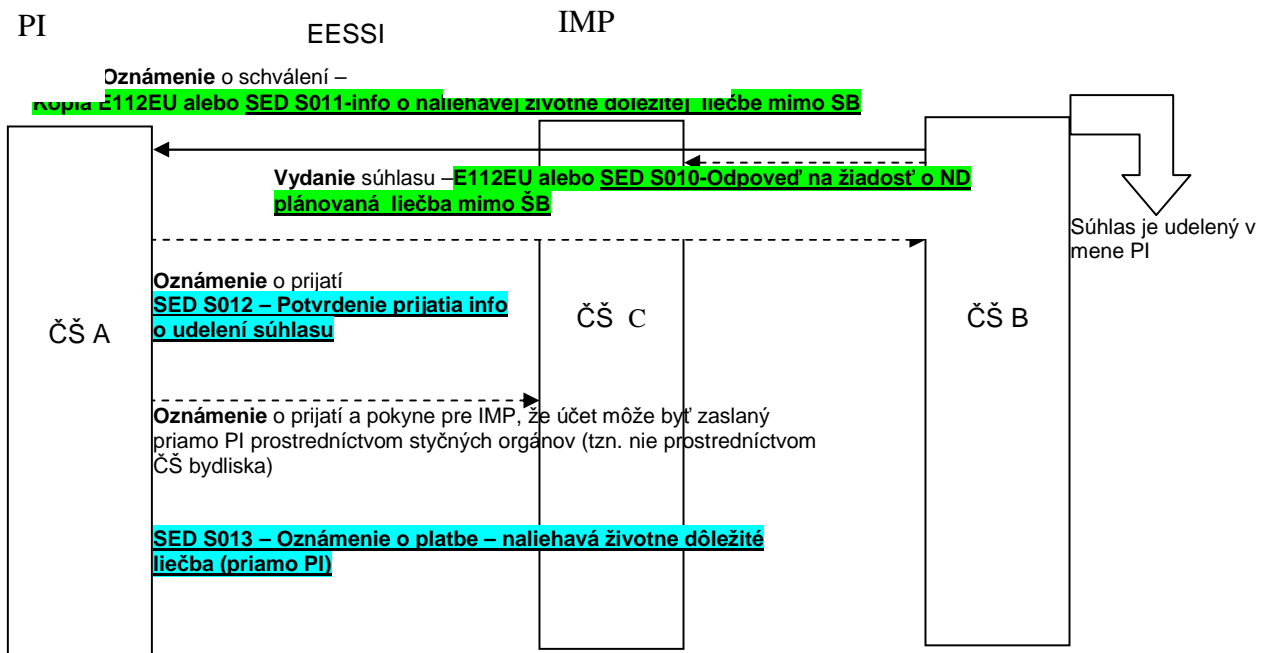 PI
EESSI
IMP
Oznámenie o schválení –
Kópia E112EU alebo SED S011-info o naliehavej životne dôležitej liečbe mimo ŠB
Vydanie súhlasu –E112EU alebo SED S010-Odpoveď na žiadosť o ND
plánovaná liečba mimo ŠB
Súhlas je udelený v
mene PI
Oznámenie o prijatí
SED S012 – Potvrdenie prijatia info
o udelení súhlasu
ČŠ A
ČŠ C
ČŠ B
Oznámenie o prijatí a pokyne pre IMP, že účet môže byť zaslaný
priamo PI prostredníctvom styčných orgánov (tzn. nie prostredníctvom
ČŠ bydliska)
SED S013 – Oznámenie o platbe – naliehavá životne dôležité
liečba (priamo PI)